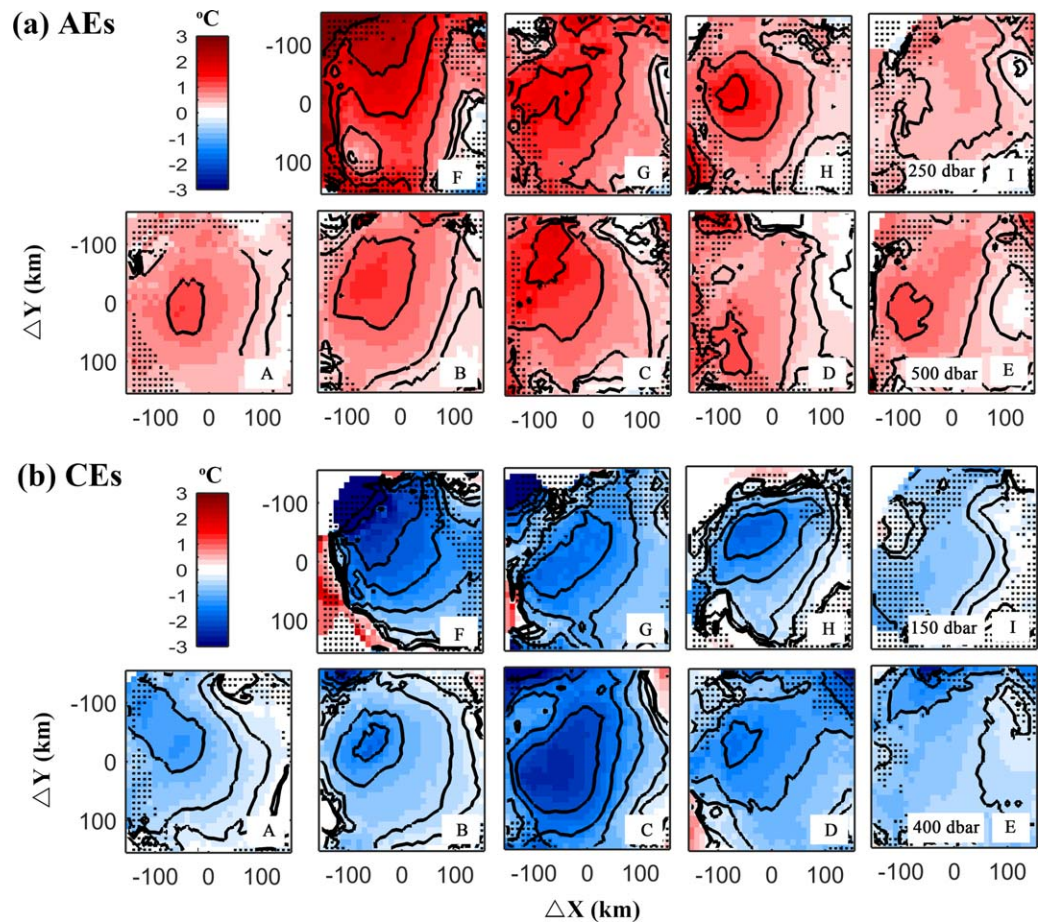 (a) AEs
°C
3
2
1
0
-1
-2
-3
-100
0
100
F
G
H
250 dbar
I
△Y (km)
-100
0
100
A
B
C
D
500 dbar
E
-100 0 100
-100 0 100
-100 0 100
-100 0 100
-100 0 100
(b) CEs
°C
3
2
1
0
-1
-2
-3
-100
0
100
F
G
H
150 dbar
I
△Y (km)
-100
0
100
A
B
C
D
400 dbar
E
-100 0 100
-100 0 100
-100 0 100
-100 0 100
-100 0 100
△X (km)